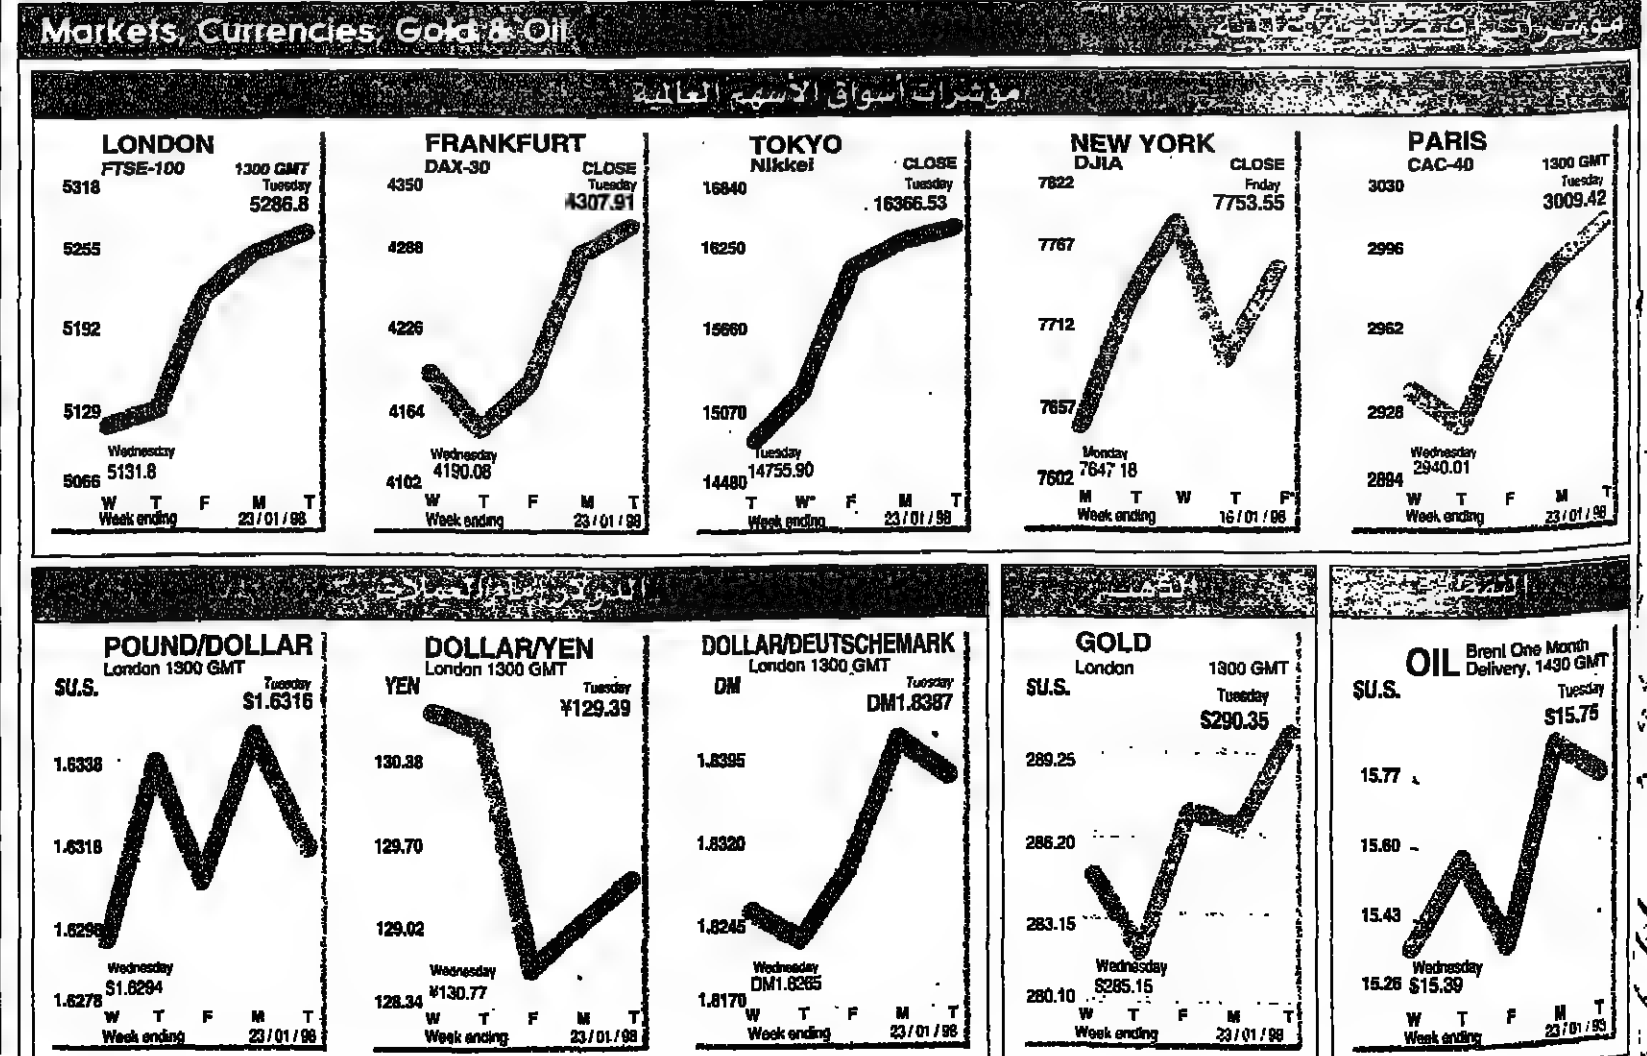 Markets, Currencies, Gold & Oil
مؤشرات أسواق الأسهم العالمية
LONDON
FTSE-100 1300 GMT
Tuesday
5286.8
5318
5255
5192
5129
5066
Wednesday
5131.8
W T F M T
Week ending 23/01/98
FRANKFURT
DAX-30 CLOSE
Tuesday
4307.91
4350
4288
4226
4164
4102
Wednesday
4190.08
W T F M T
Week ending 23/01/98
TOKYO
Nikkei CLOSE
Tuesday
16366.53
16840
16250
15660
15070
14480
Tuesday
14755.90
T W F M T
Week ending 23/01/98
NEW YORK
DJIA CLOSE
Friday
7753.55
7822
7767
7712
7657
7602
Monday
7647 18
M T W T F
Week ending 16/01/98
PARIS
CAC-40 1300 GMT
Tuesday
3009.42
3030
2996
2962
2928
2894
Wednesday
2940.01
W T F M T
Week ending 23/01/98
POUND/DOLLAR
London 1300 GMT
$U.S. Tuesday
$1.6316
1.6338
1.6318
1.6298
1.6278
Wednesday
$1.6294
W T F M T
Week ending 23/01/98
DOLLAR/YEN
London 1300 GMT
YEN Tuesday
¥129.39
130.38
129.70
129.02
128.34
Wednesday
¥130.77
W T F M T
Week ending 23/01/98
DOLLAR/DEUTSCHEMARK
London 1300 GMT
DM Tuesday
DM1.8387
1.8395
1.8320
1.8245
1.8170
Wednesday
DM1.8265
W T F M T
Week ending 23/01/98
GOLD
London 1300 GMT
$U.S. Tuesday
$290.35
289.25
286.20
283.15
280.10
Wednesday
$285.15
W T F M T
Week ending 23/01/98
OIL Brent One Month
Delivery, 1430 GMT
$U.S. Tuesday
$15.75
15.77
15.60
15.43
15.26
Wednesday
$15.39
W T F M T
Week ending 23/01/98